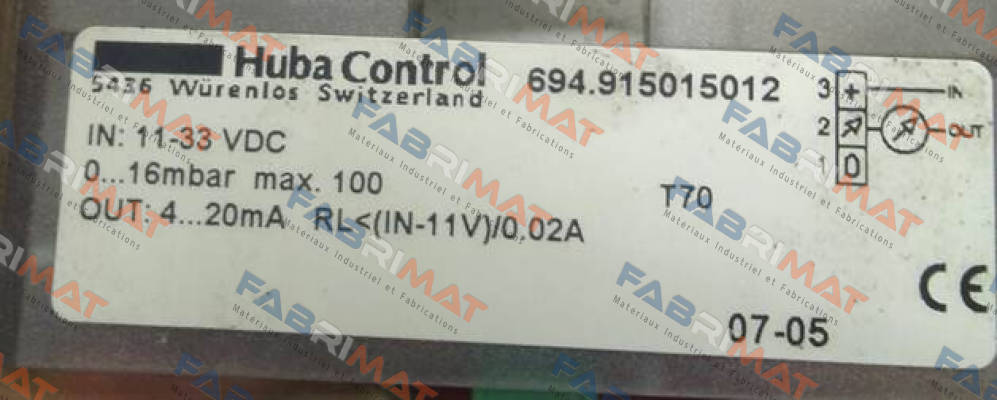 Huba Control
5436 Würenlos Switzerland
694.915015012
3 + IN
2 OUT
1 0
IN: 11-33 VDC
0...16mbar max. 100
T70
OUT: 4...20mA RL<(IN-11V)/0.02A
CE
07-05
FABRIMAT
Matériaux Industriel et Fabrications